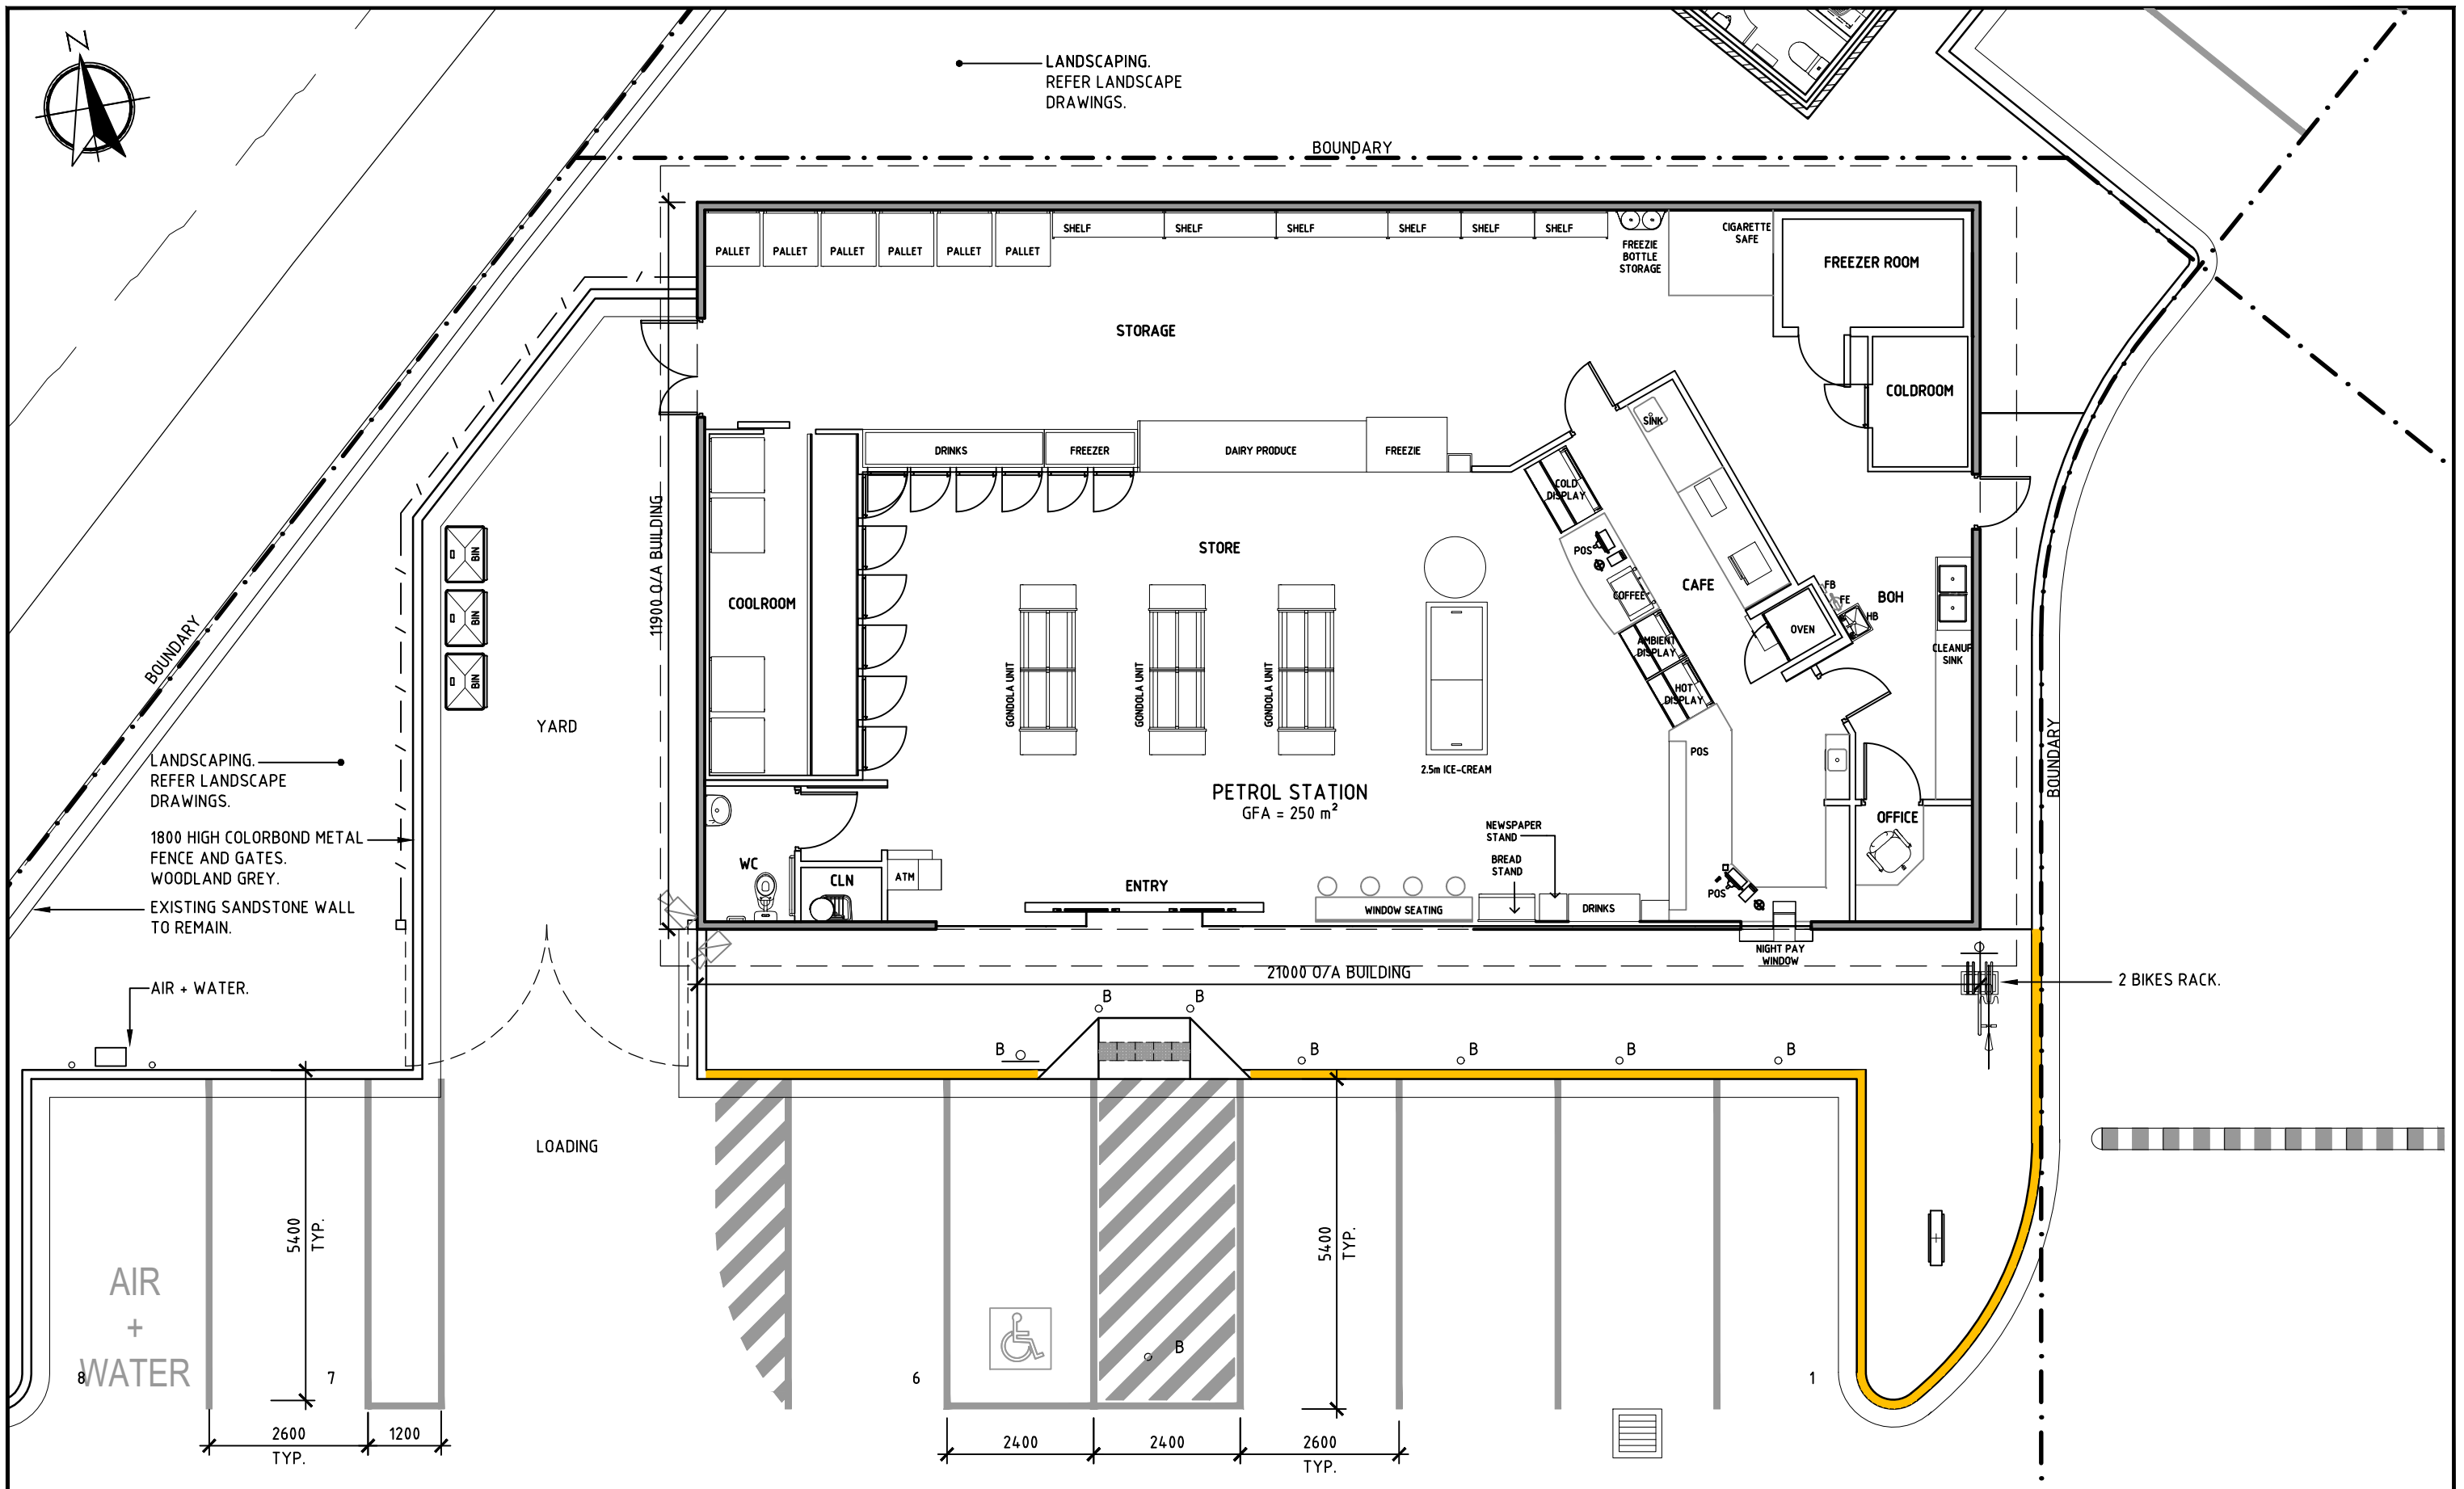 N
LANDSCAPING.
REFER LANDSCAPE
DRAWINGS.
BOUNDARY
PALLET
PALLET
PALLET
PALLET
PALLET
PALLET
SHELF
SHELF
SHELF
SHELF
SHELF
SHELF
FREEZIE
BOTTLE
STORAGE
CIGARETTE
SAFE
FREEZER ROOM
STORAGE
COLDROOM
SINK
DRINKS
FREEZER
DAIRY PRODUCE
FREEZIE
COLD
DISPLAY
11900 O/A BUILDING
STORE
POS
BIN
BIN
BIN
COOLROOM
CAFE
COFFEE
FB
FE
HB
BOH
OVEN
AMBIENT
DISPLAY
CLEANUP
SINK
HOT
DISPLAY
GONDOLA UNIT
GONDOLA UNIT
GONDOLA UNIT
BOUNDARY
YARD
POS
BOUNDARY
2.5m ICE-CREAM
LANDSCAPING.
REFER LANDSCAPE
DRAWINGS.
PETROL STATION
GFA = 250 m²
1800 HIGH COLORBOND METAL
FENCE AND GATES.
WOODLAND GREY.
NEWSPAPER
STAND
BREAD
STAND
OFFICE
WC
CLN
ATM
ENTRY
POS
EXISTING SANDSTONE WALL
TO REMAIN.
WINDOW SEATING
DRINKS
NIGHT PAY
WINDOW
21000 O/A BUILDING
2 BIKES RACK.
AIR + WATER.
B
B
B
B
B
B
B
LOADING
5400
TYP.
5400
TYP.
AIR
+
WATER
B
8
7
6
1
2600
TYP.
1200
2400
2400
2600
TYP.